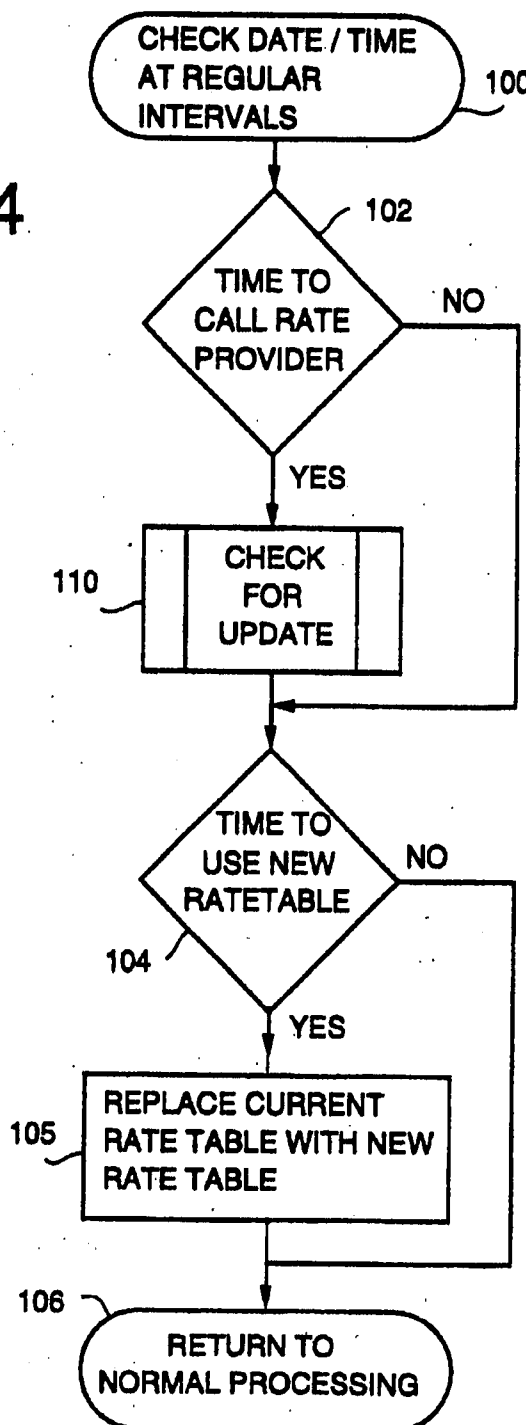 CHECK DATE / TIME
AT REGULAR
INTERVALS
100
4
102
TIME TO
CALL RATE
PROVIDER
NO
YES
110
CHECK
FOR
UPDATE
TIME TO
USE NEW
RATETABLE
NO
104
YES
105
REPLACE CURRENT
RATE TABLE WITH NEW
RATE TABLE
106
RETURN TO
NORMAL PROCESSING